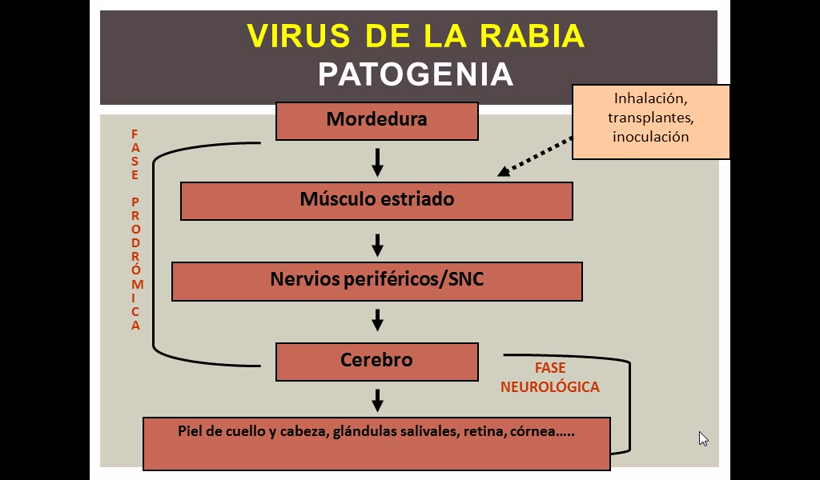 VIRUS DE LA RABIA
PATOGENIA
Inhalación,
transplantes,
inoculación
Mordedura
FASE PRODRÓMICA
Músculo estriado
Nervios periféricos/SNC
Cerebro
FASE
NEUROLÓGICA
Piel de cuello y cabeza, glándulas salivales, retina, córnea…..